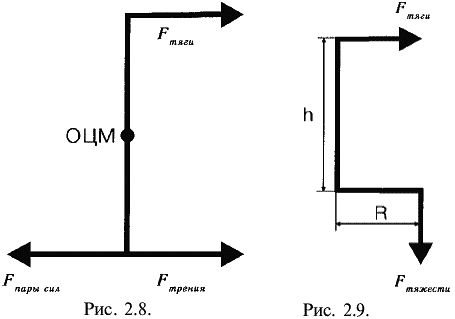 F тяги
ОЦМ
F пары сил
F трения
Рис. 2.8.
F тяги
h
R
F тяжести
Рис. 2.9.